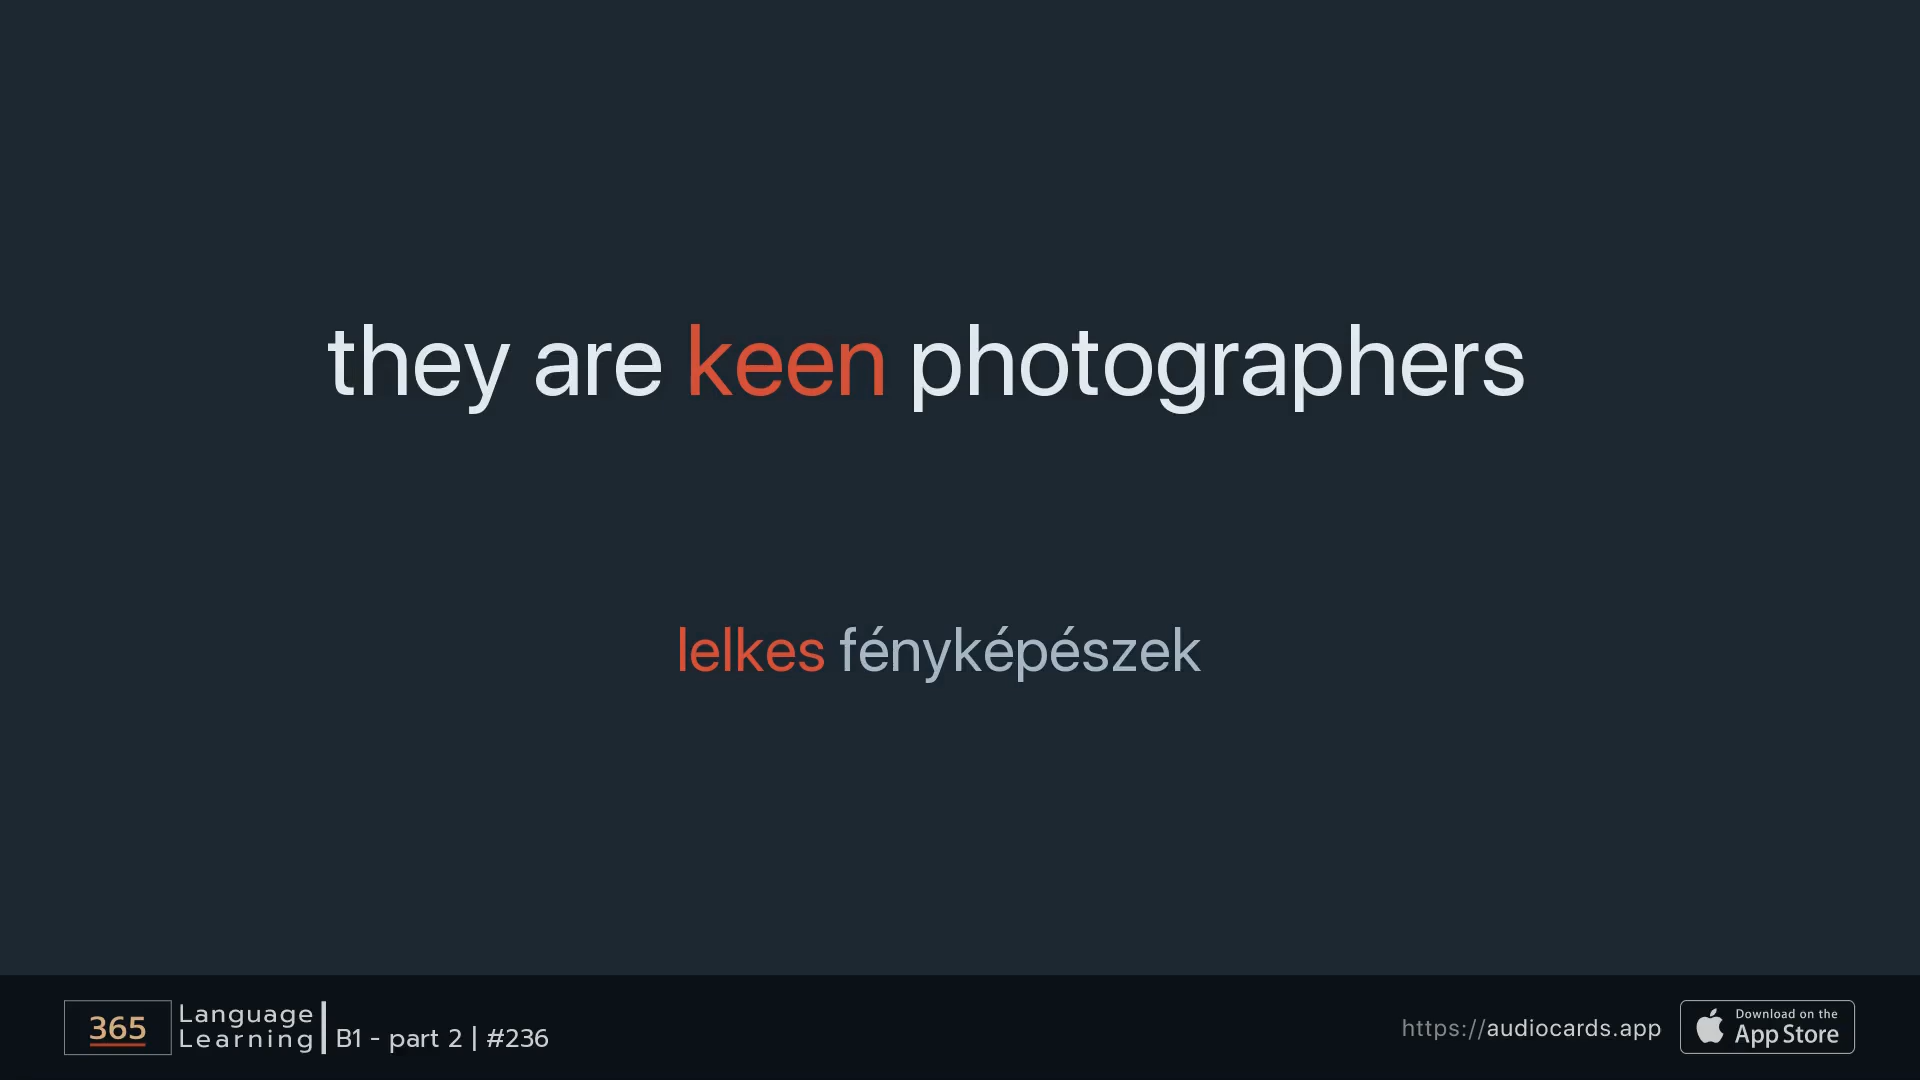 they are keen photographers
lelkes fényképészek
365
Language
Learning
B1 - part 2 | #236
https://audiocards.app
Download on the
App Store